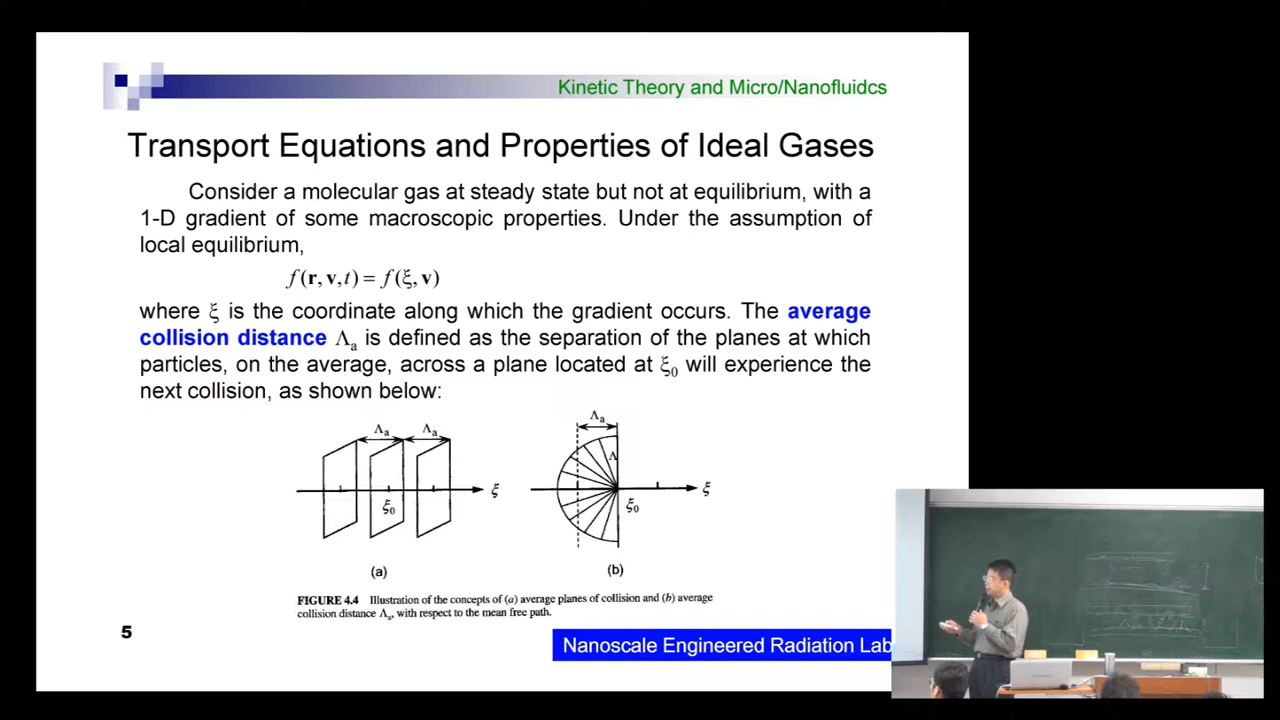 Kinetic Theory and Micro/Nanofluidcs
Transport Equations and Properties of Ideal Gases
Consider a molecular gas at steady state but not at equilibrium, with a
1-D gradient of some macroscopic properties. Under the assumption of
local equilibrium,
f(r,v,t) = f(ξ,v)
where ξ is the coordinate along which the gradient occurs. The average
collision distance Λa is defined as the separation of the planes at which
particles, on the average, across a plane located at ξ0 will experience the
next collision, as shown below:
Λa Λa
ξ
ξ0
(a)
Λa
Λ
ξ
ξ0
(b)
FIGURE 4.4 Illustration of the concepts of (a) average planes of collision and (b) average
collision distance Λa, with respect to the mean free path.
5
Nanoscale Engineered Radiation Lab